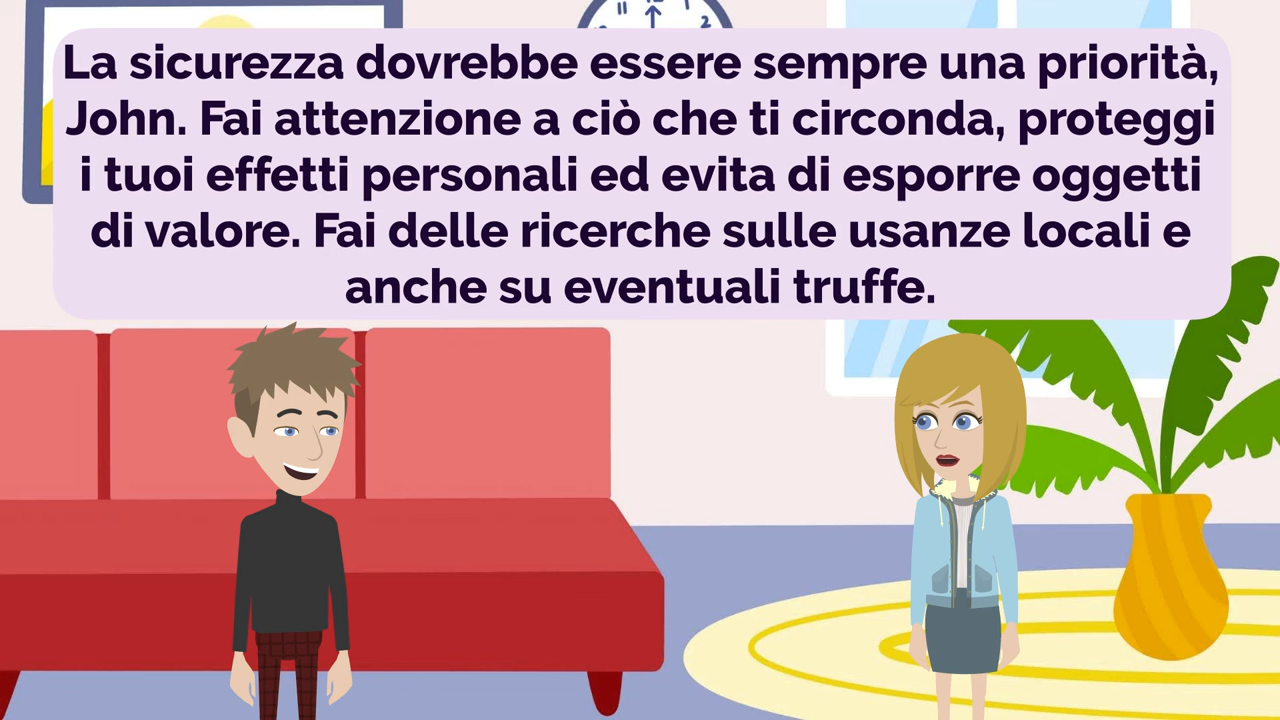 La sicurezza dovrebbe essere sempre una priorità,
John. Fai attenzione a ciò che ti circonda, proteggi
i tuoi effetti personali ed evita di esporre oggetti
di valore. Fai delle ricerche sulle usanze locali e
anche su eventuali truffe.
2